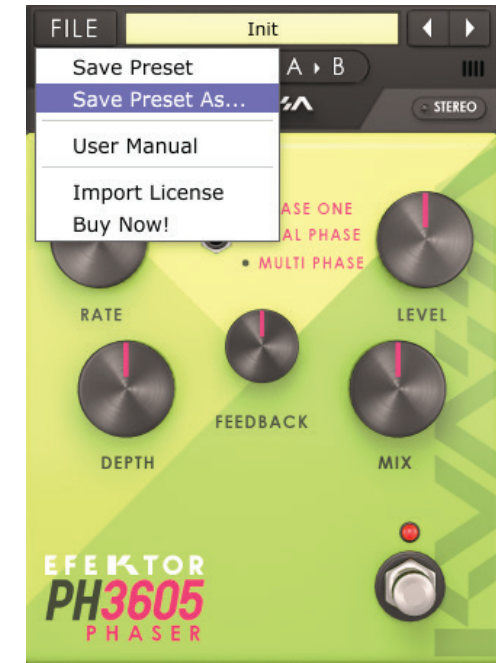 FILE
Init
Save Preset
Save Preset As...
User Manual
Import License
Buy Now!
A ▸ B
STEREO
ASE ONE
AL PHASE
• MULTI PHASE
RATE
LEVEL
FEEDBACK
DEPTH
MIX
EFEKTOR
PH3605
PHASER